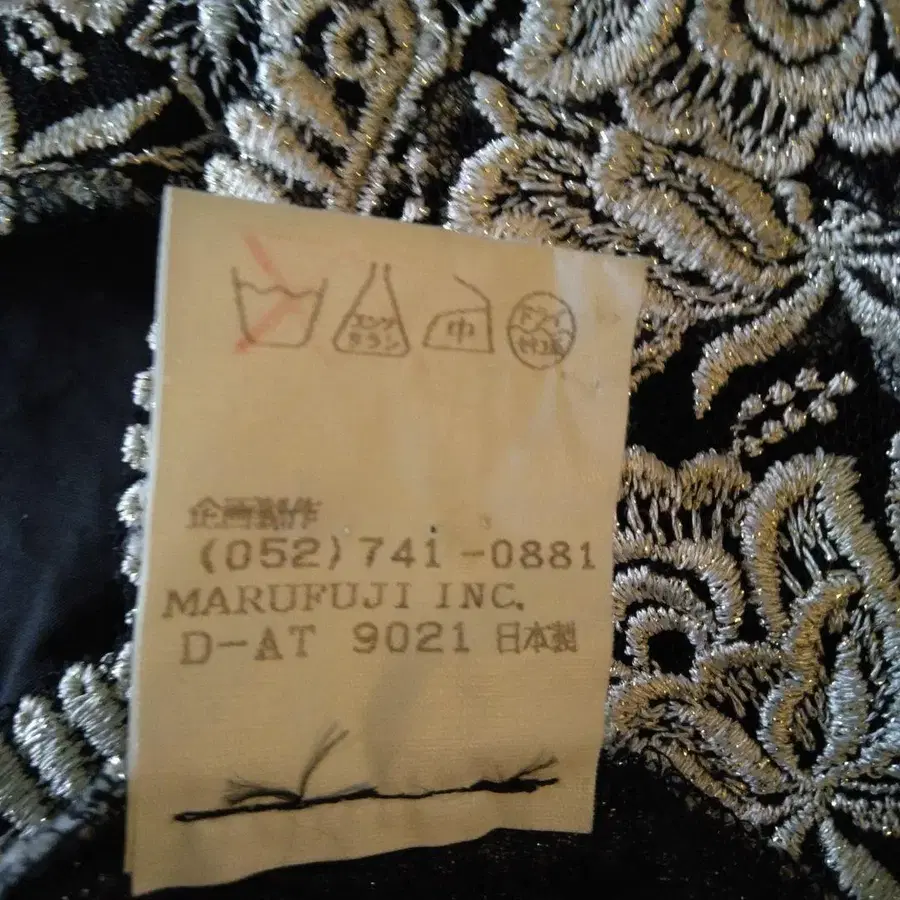 エンソ サラシ 中 ドライ セキユ系
企画製作
(052)741-0881
MARUFUJI INC.
D-AT 9021 日本製